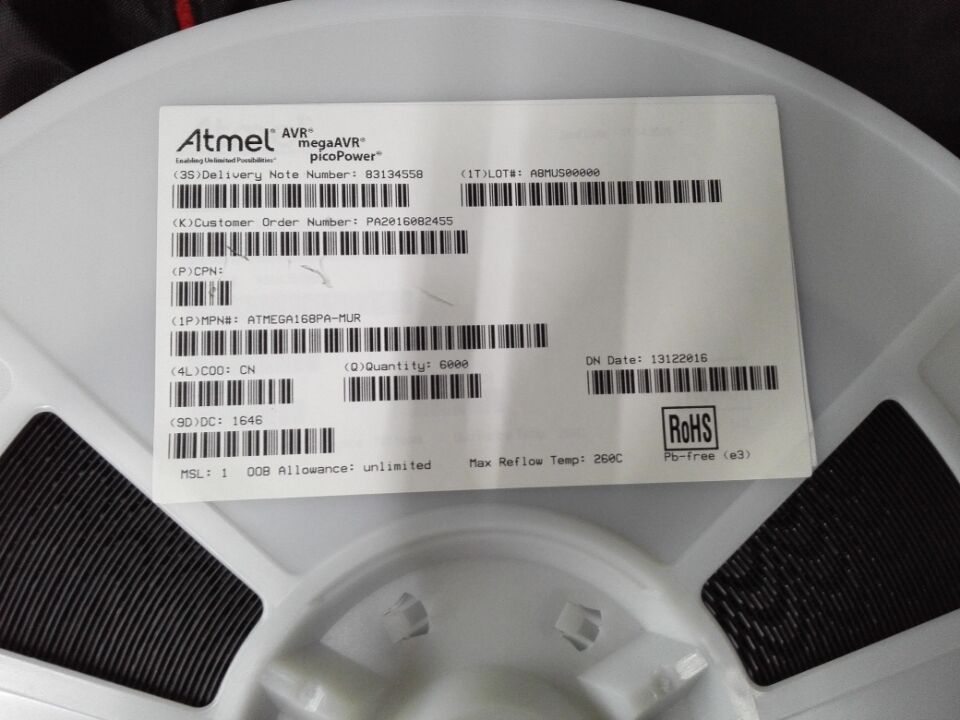 Atmel® AVR®
megaAVR®
picoPower®
Enabling Unlimited Possibilities®
(3S)Delivery Note Number: 83134558
(1T)LOT#: A8MUS00000
(K)Customer Order Number: PA2016082455
(P)CPN:
(1P)MPN#: ATMEGA168PA-MUR
(4L)COO: CN
(Q)Quantity: 6000
DN Date: 13122016
(9D)DC: 1646
RoHS
MSL: 1 OOB Allowance: unlimited
Max Reflow Temp: 260C
Pb-free (e3)